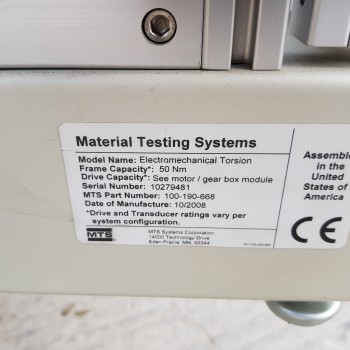 Material Testing Systems
Model Name: Electromechanical Torsion
Frame Capacity*: 50 Nm
Drive Capacity*: See motor / gear box module
Serial Number: 10279481
MTS Part Number: 100-190-668
Date of Manufacture: 10/2008
*Drive and Transducer ratings vary per
system configuration.
MTS
MTS Systems Corporation
14000 Technology Drive
Eden Prairie, MN. 55344
Assembled
in the
United
States of
America
CE